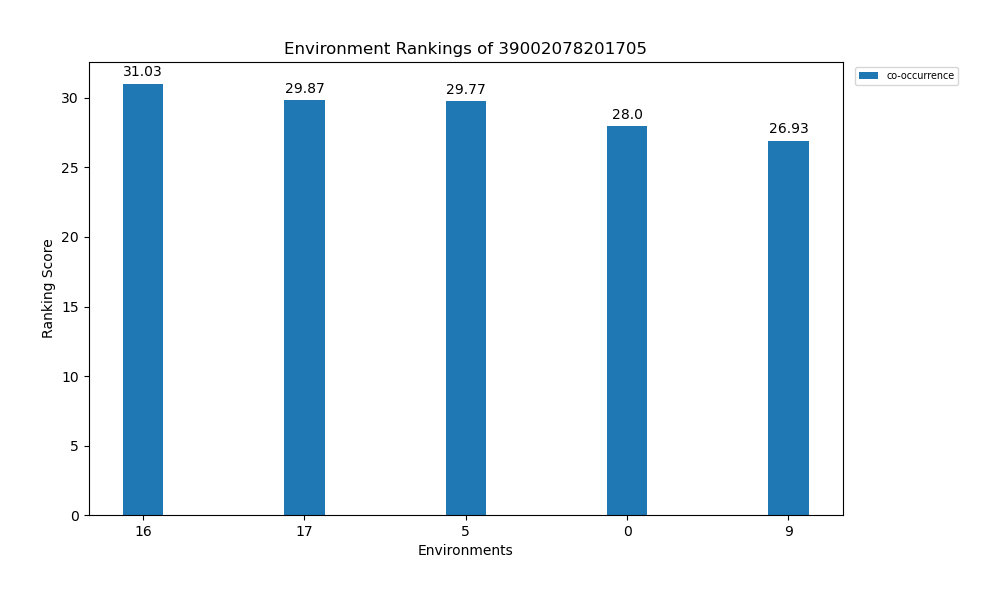 Environment Rankings of 39002078201705
co-occurrence
31.03
29.87
29.77
28.0
26.93
30
25
20
15
10
5
0
Ranking Score
16 17 5 0 9
Environments